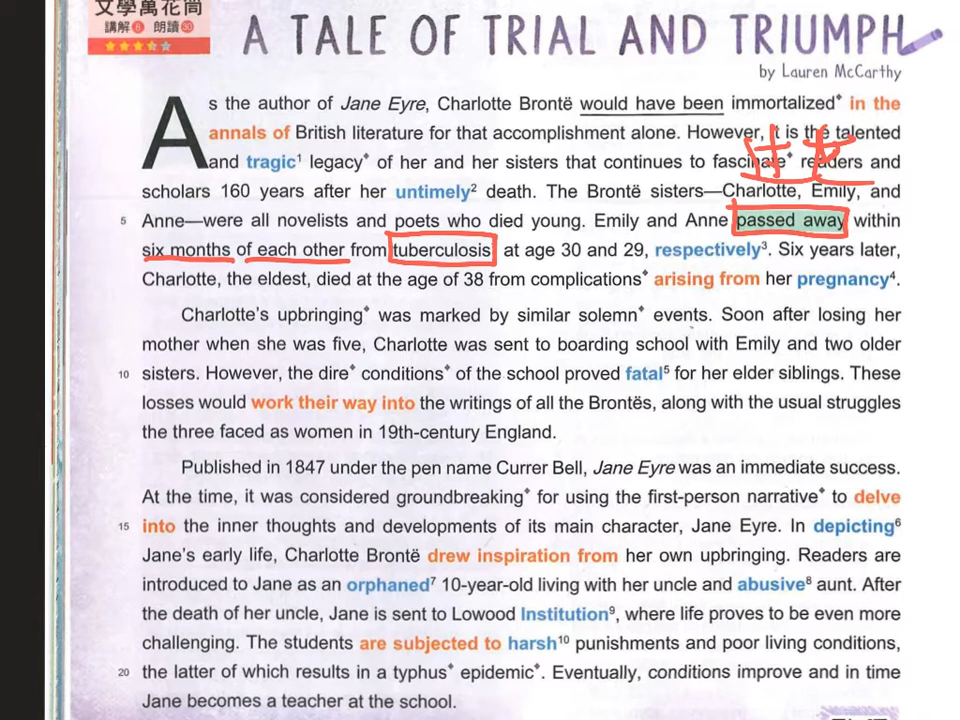 文學萬花筒
講解 6 朗讀 80
A TALE OF TRIAL AND TRIUMPH
by Lauren McCarthy
As the author of Jane Eyre, Charlotte Brontë would have been immortalized* in the
annals of British literature for that accomplishment alone. However, it is the talented
and tragic¹ legacy* of her and her sisters that continues to fascinate* readers and
scholars 160 years after her untimely² death. The Brontë sisters—Charlotte, Emily, and
5 Anne—were all novelists and poets who died young. Emily and Anne passed away within
six months of each other from tuberculosis at age 30 and 29, respectively³. Six years later,
Charlotte, the eldest, died at the age of 38 from complications* arising from her pregnancy⁴.
Charlotte's upbringing* was marked by similar solemn* events. Soon after losing her
mother when she was five, Charlotte was sent to boarding school with Emily and two older
10 sisters. However, the dire* conditions* of the school proved fatal⁵ for her elder siblings. These
losses would work their way into the writings of all the Brontës, along with the usual struggles
the three faced as women in 19th-century England.
Published in 1847 under the pen name Currer Bell, Jane Eyre was an immediate success.
At the time, it was considered groundbreaking* for using the first-person narrative* to delve
15 into the inner thoughts and developments of its main character, Jane Eyre. In depicting⁶
Jane's early life, Charlotte Brontë drew inspiration from her own upbringing. Readers are
introduced to Jane as an orphaned⁷ 10-year-old living with her uncle and abusive⁸ aunt. After
the death of her uncle, Jane is sent to Lowood Institution⁹, where life proves to be even more
challenging. The students are subjected to harsh¹⁰ punishments and poor living conditions,
20 the latter of which results in a typhus* epidemic*. Eventually, conditions improve and in time
Jane becomes a teacher at the school.